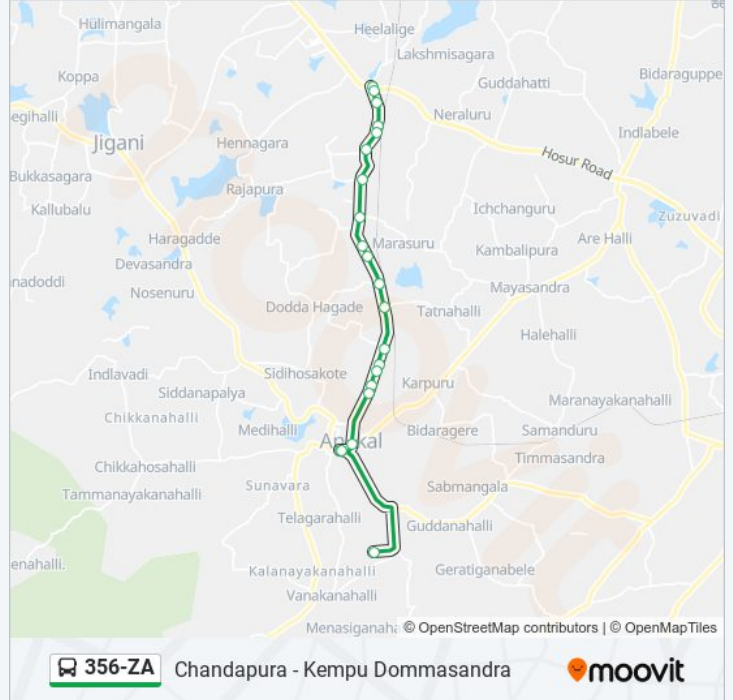 Hulimangala
Heelalige
Lakshmisagara
Koppa
Guddahatti
Bidaraguppe
egihalli
Neraluru
Jigani
Hennagara
Indlabele
Hosur Road
Bukkasagara
Rajapura
Kallubalu
Ichchanguru
Zuzuvadi
Haragadde
Marasuru
Kambalipura
Are Halli
Devasandra
nadoddi
Nosenuru
Mayasandra
Dodda Hagade
Tatnahalli
Halehalli
Indlavadi
Sidihosakote
Siddanapalya
Karpuru
Maranayakanahalli
Chikkanahalli
Medihalli
Bidaragere
Samanduru
Timmasandra
Chikkahosahalli
Sunavara
Sabmangala
Tammanayakanahalli
Telagarahalli
Guddanahalli
enahalli.
Kalanayakanahalli
Geratiganabele
Vanakanahalli
Menasiganaha
© OpenStreetMap contributors | © OpenMapTiles
356-ZA Chandapura - Kempu Dommasandra moovit